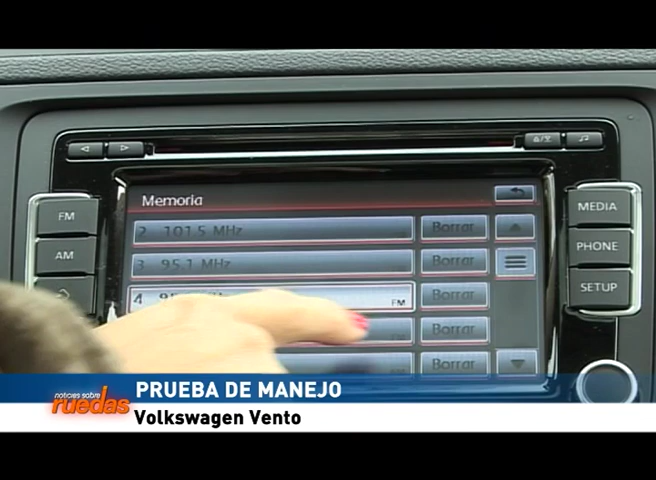 Memoria
2 101.5 MHz Borrar
FM
MEDIA
3 95.1 MHz Borrar
AM
PHONE
4 Borrar
FM
SETUP
Borrar
Borrar
noticias sobre
ruedas
PRUEBA DE MANEJO
Volkswagen Vento